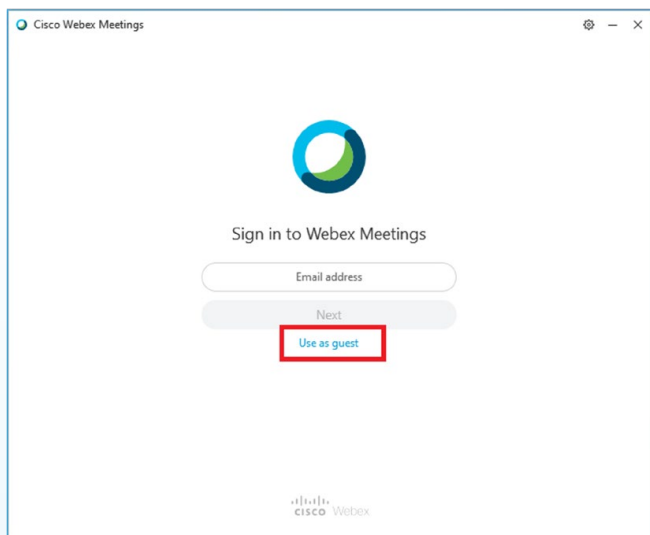 Cisco Webex Meetings
Sign in to Webex Meetings
Email address
Next
Use as guest
CISCO Webex